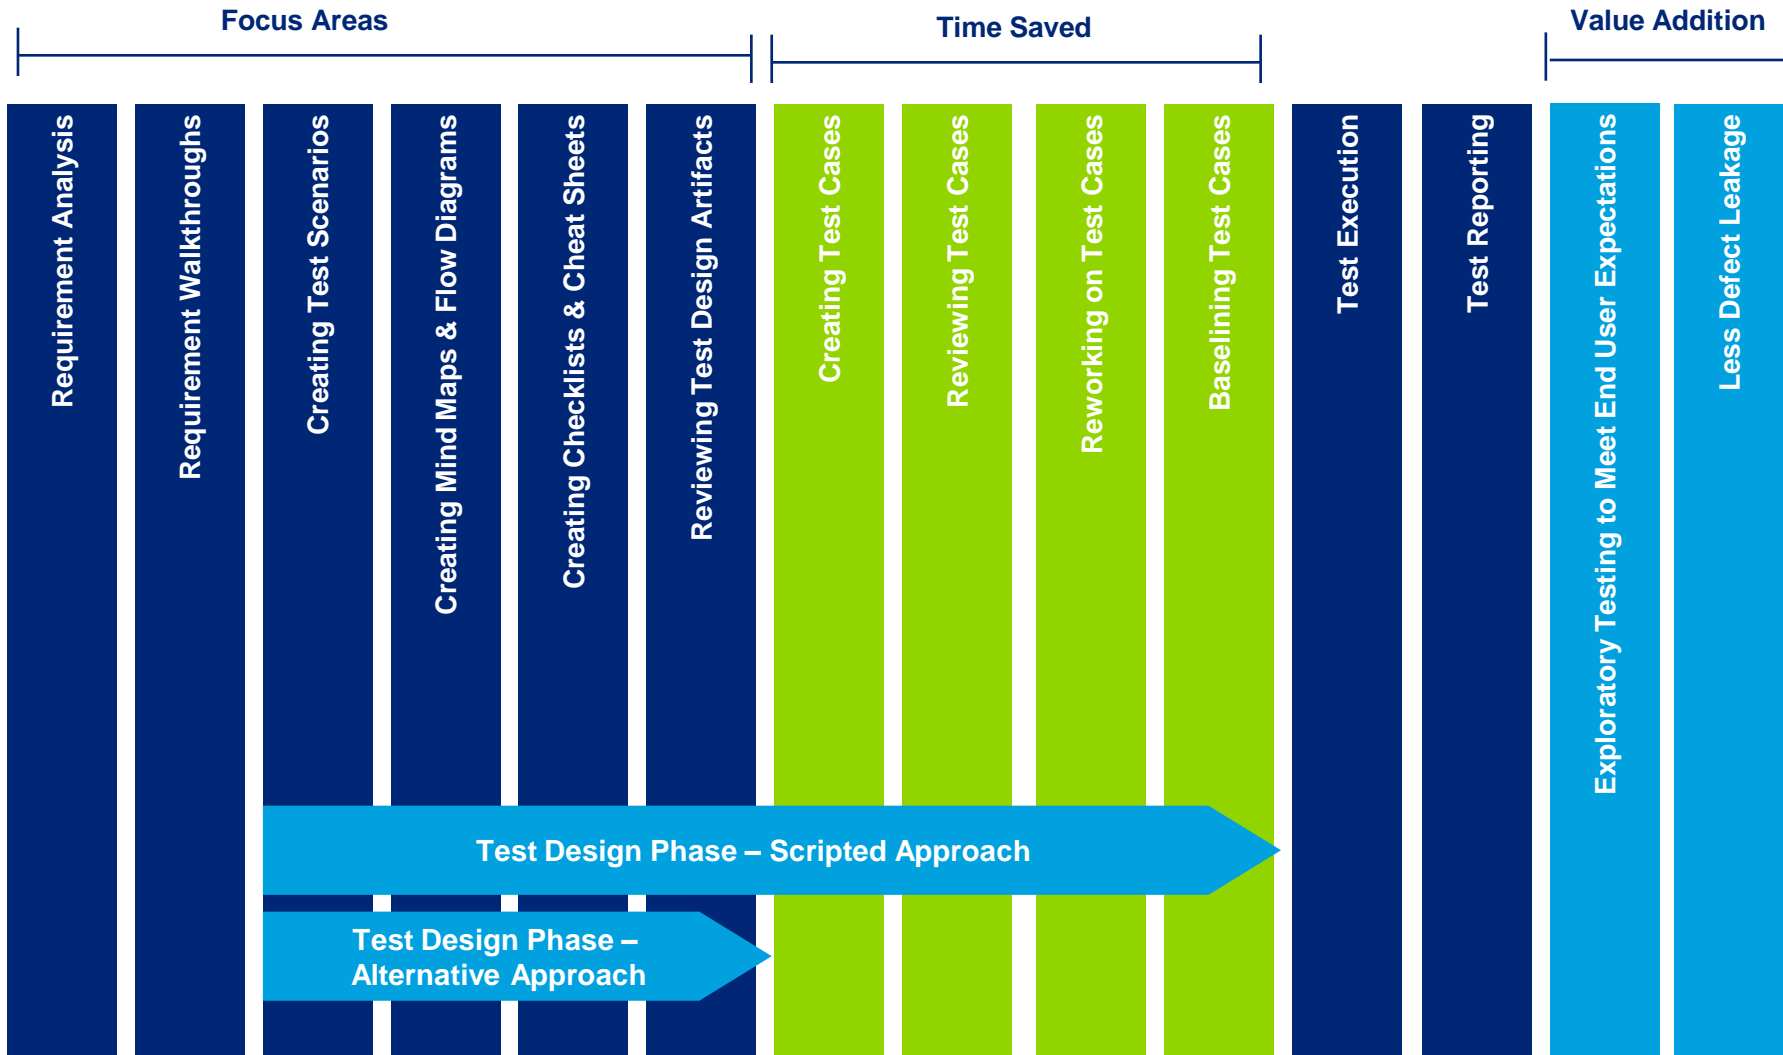 Focus Areas
Time Saved
Value Addition
Requirement Analysis
Requirement Walkthroughs
Creating Test Scenarios
Creating Mind Maps & Flow Diagrams
Creating Checklists & Cheat Sheets
Reviewing Test Design Artifacts
Creating Test Cases
Reviewing Test Cases
Reworking on Test Cases
Baselining Test Cases
Test Execution
Test Reporting
Exploratory Testing to Meet End User Expectations
Less Defect Leakage
Test Design Phase – Scripted Approach
Test Design Phase –
Alternative Approach